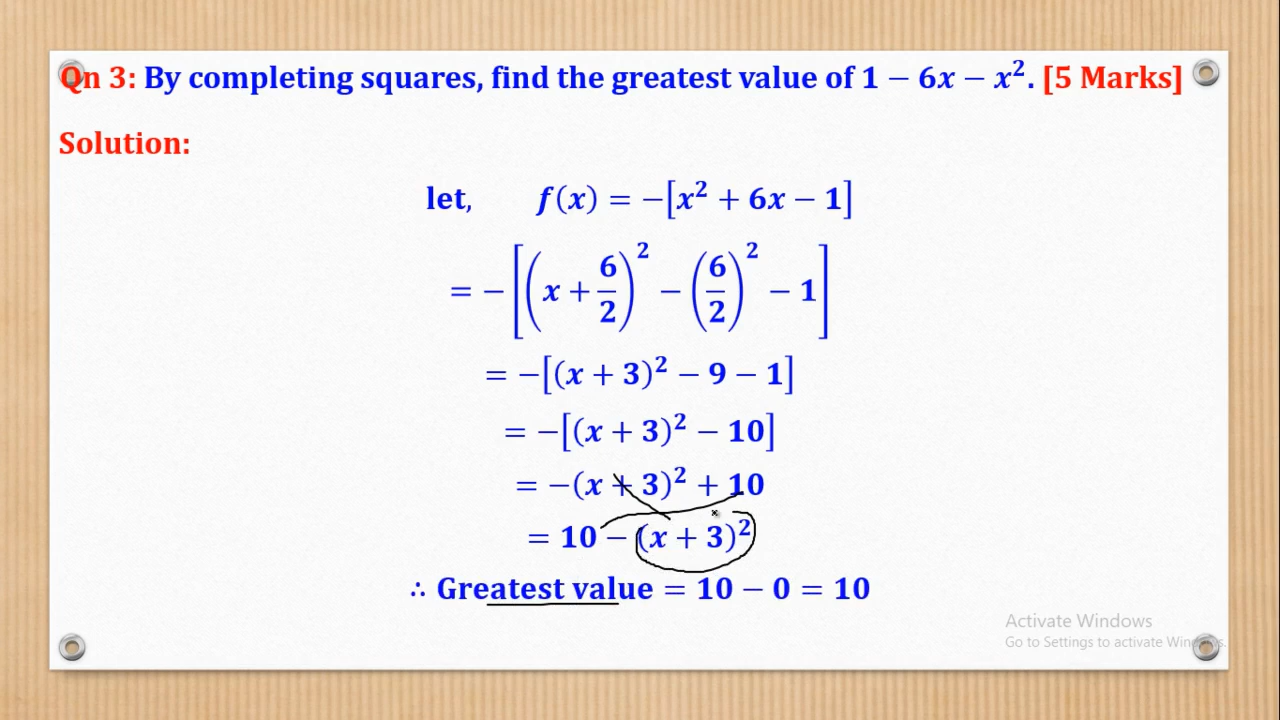 Qn 3: By completing squares, find the greatest value of 1 − 6x − x². [5 Marks]
Solution:
let, f(x) = −[x² + 6x − 1]
= −[(x + 6/2)² − (6/2)² − 1]
= −[(x + 3)² − 9 − 1]
= −[(x + 3)² − 10]
= −(x + 3)² + 10
= 10 − (x + 3)²
∴ Greatest value = 10 − 0 = 10
Activate Windows
Go to Settings to activate Windows.